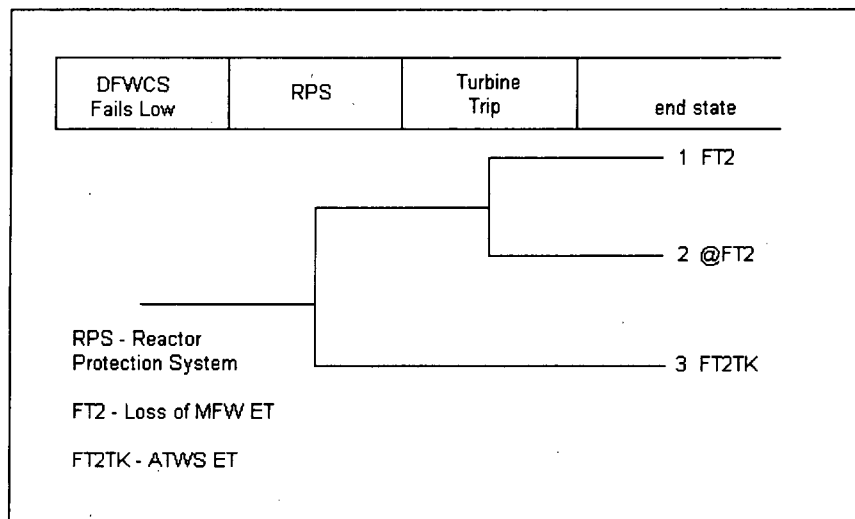 DFWCS
Fails Low
RPS
Turbine
Trip
end state
1 FT2
2 @FT2
3 FT2TK
RPS - Reactor
Protection System
FT2 - Loss of MFW ET
FT2TK - ATWS ET